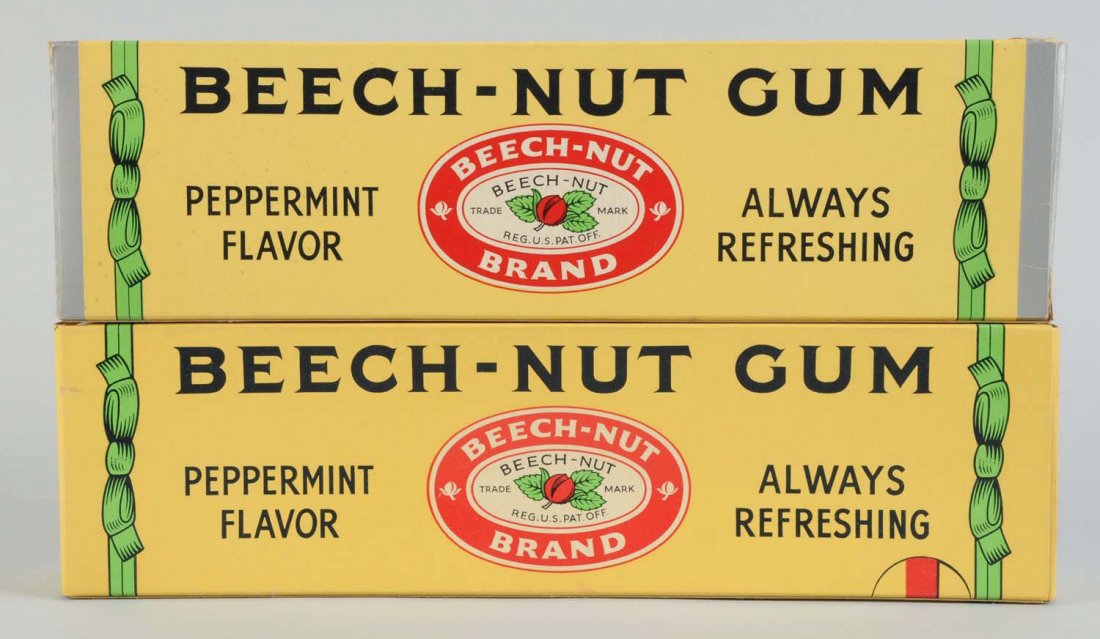 BEECH-NUT GUM
PEPPERMINT
FLAVOR
BEECH-NUT
BEECH-NUT
TRADE MARK
REG.U.S.PAT.OFF.
BRAND
ALWAYS
REFRESHING
BEECH-NUT GUM
PEPPERMINT
FLAVOR
BEECH-NUT
BEECH-NUT
TRADE MARK
REG.U.S.PAT.OFF.
BRAND
ALWAYS
REFRESHING